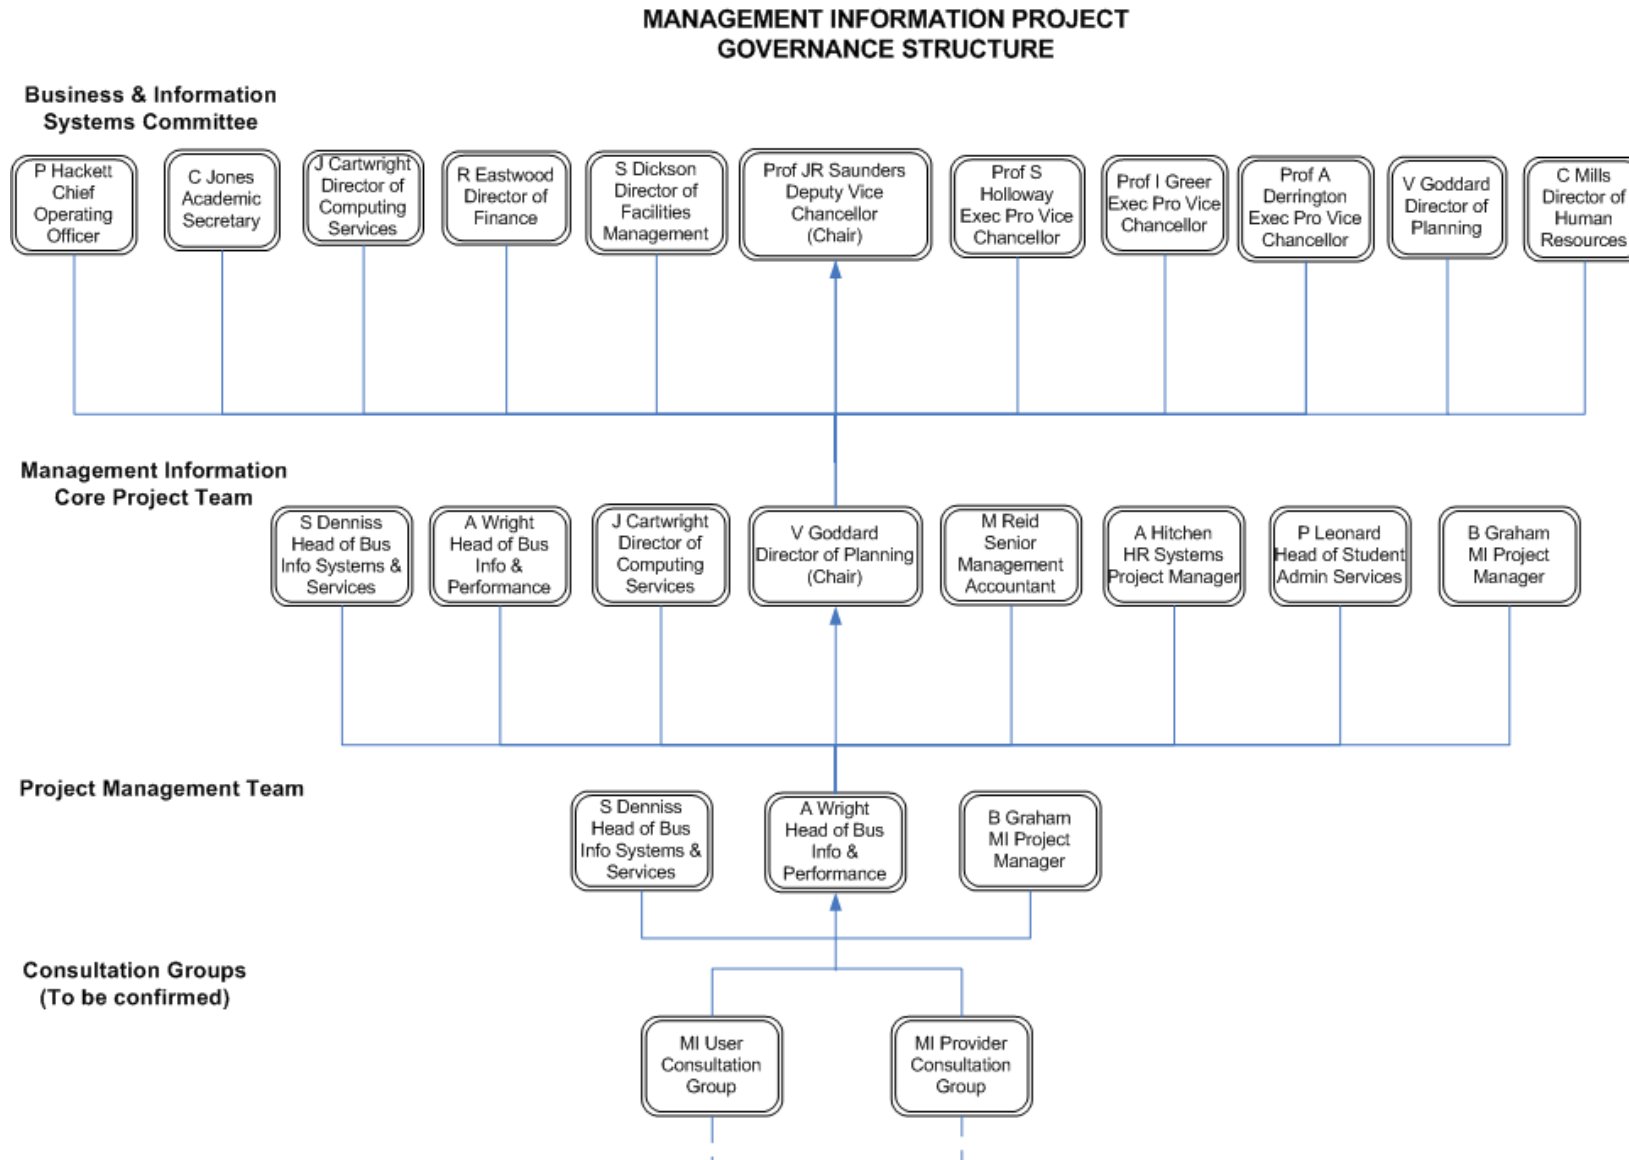 MANAGEMENT INFORMATION PROJECT
GOVERNANCE STRUCTURE
Business & Information
Systems Committee
P Hackett
Chief
Operating
Officer
C Jones
Academic
Secretary
J Cartwright
Director of
Computing
Services
R Eastwood
Director of
Finance
S Dickson
Director of
Facilities
Management
Prof JR Saunders
Deputy Vice
Chancellor
(Chair)
Prof S
Holloway
Exec Pro Vice
Chancellor
Prof I Greer
Exec Pro Vice
Chancellor
Prof A
Derrington
Exec Pro Vice
Chancellor
V Goddard
Director of
Planning
C Mills
Director of
Human
Resources
Management Information
Core Project Team
S Denniss
Head of Bus
Info Systems &
Services
A Wright
Head of Bus
Info &
Performance
J Cartwright
Director of
Computing
Services
V Goddard
Director of Planning
(Chair)
M Reid
Senior
Management
Accountant
A Hitchen
HR Systems
Project Manager
P Leonard
Head of Student
Admin Services
B Graham
MI Project
Manager
Project Management Team
S Denniss
Head of Bus
Info Systems &
Services
A Wright
Head of Bus
Info &
Performance
B Graham
MI Project
Manager
Consultation Groups
(To be confirmed)
MI User
Consultation
Group
MI Provider
Consultation
Group